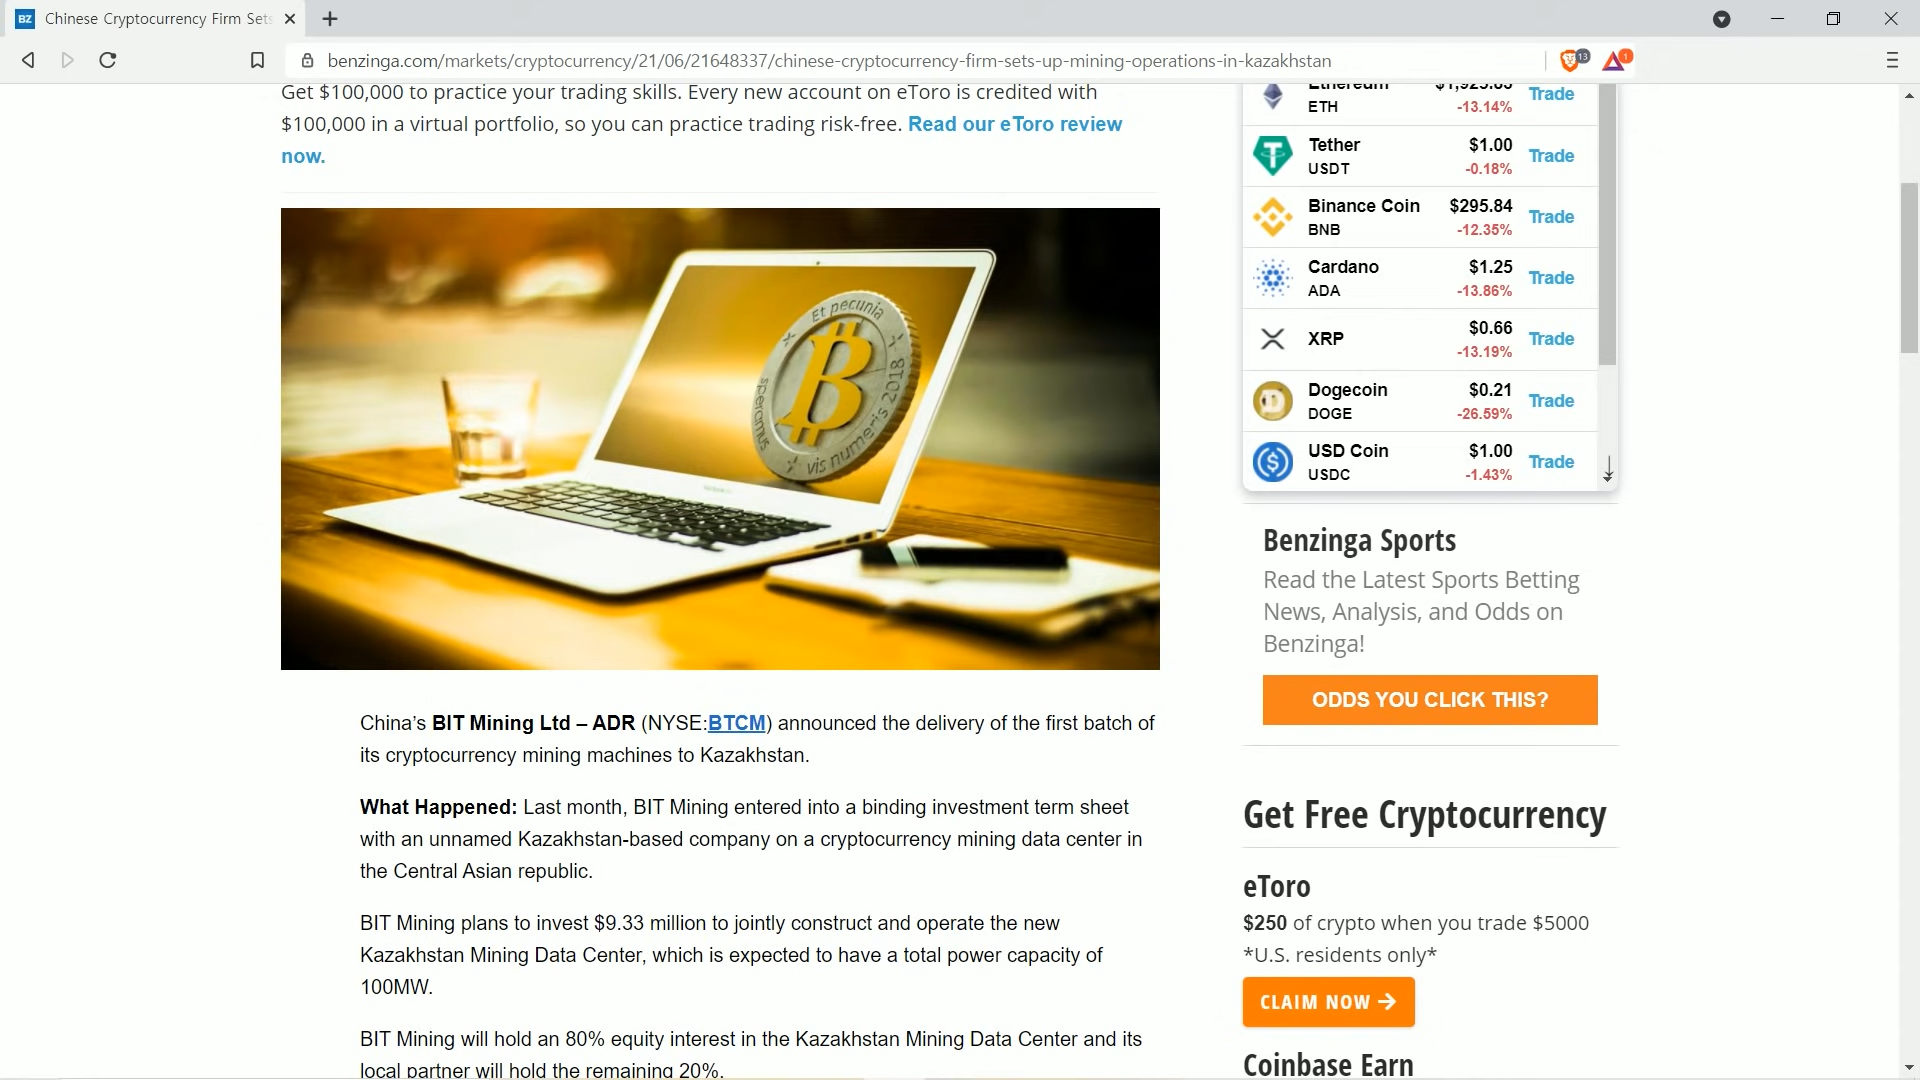 BZ Chinese Cryptocurrency Firm Sets
benzinga.com/markets/cryptocurrency/21/06/21648337/chinese-cryptocurrency-firm-sets-up-mining-operations-in-kazakhstan
13
1
Get $100,000 to practice your trading skills. Every new account on eToro is credited with
$100,000 in a virtual portfolio, so you can practice trading risk-free. Read our eToro review
now.
Et pecunia
speramus
vis numeris 2018
China's BIT Mining Ltd – ADR (NYSE:BTCM) announced the delivery of the first batch of
its cryptocurrency mining machines to Kazakhstan.
What Happened: Last month, BIT Mining entered into a binding investment term sheet
with an unnamed Kazakhstan-based company on a cryptocurrency mining data center in
the Central Asian republic.
BIT Mining plans to invest $9.33 million to jointly construct and operate the new
Kazakhstan Mining Data Center, which is expected to have a total power capacity of
100MW.
BIT Mining will hold an 80% equity interest in the Kazakhstan Mining Data Center and its
local partner will hold the remaining 20%.
Ethereum Trade
ETH -13.14%
Tether $1.00 Trade
USDT -0.18%
Binance Coin $295.84 Trade
BNB -12.35%
Cardano $1.25 Trade
ADA -13.86%
XRP $0.66 Trade
-13.19%
Dogecoin $0.21 Trade
DOGE -26.59%
USD Coin $1.00 Trade
USDC -1.43%
Benzinga Sports
Read the Latest Sports Betting
News, Analysis, and Odds on
Benzinga!
ODDS YOU CLICK THIS?
Get Free Cryptocurrency
eToro
$250 of crypto when you trade $5000
*U.S. residents only*
CLAIM NOW
Coinbase Earn